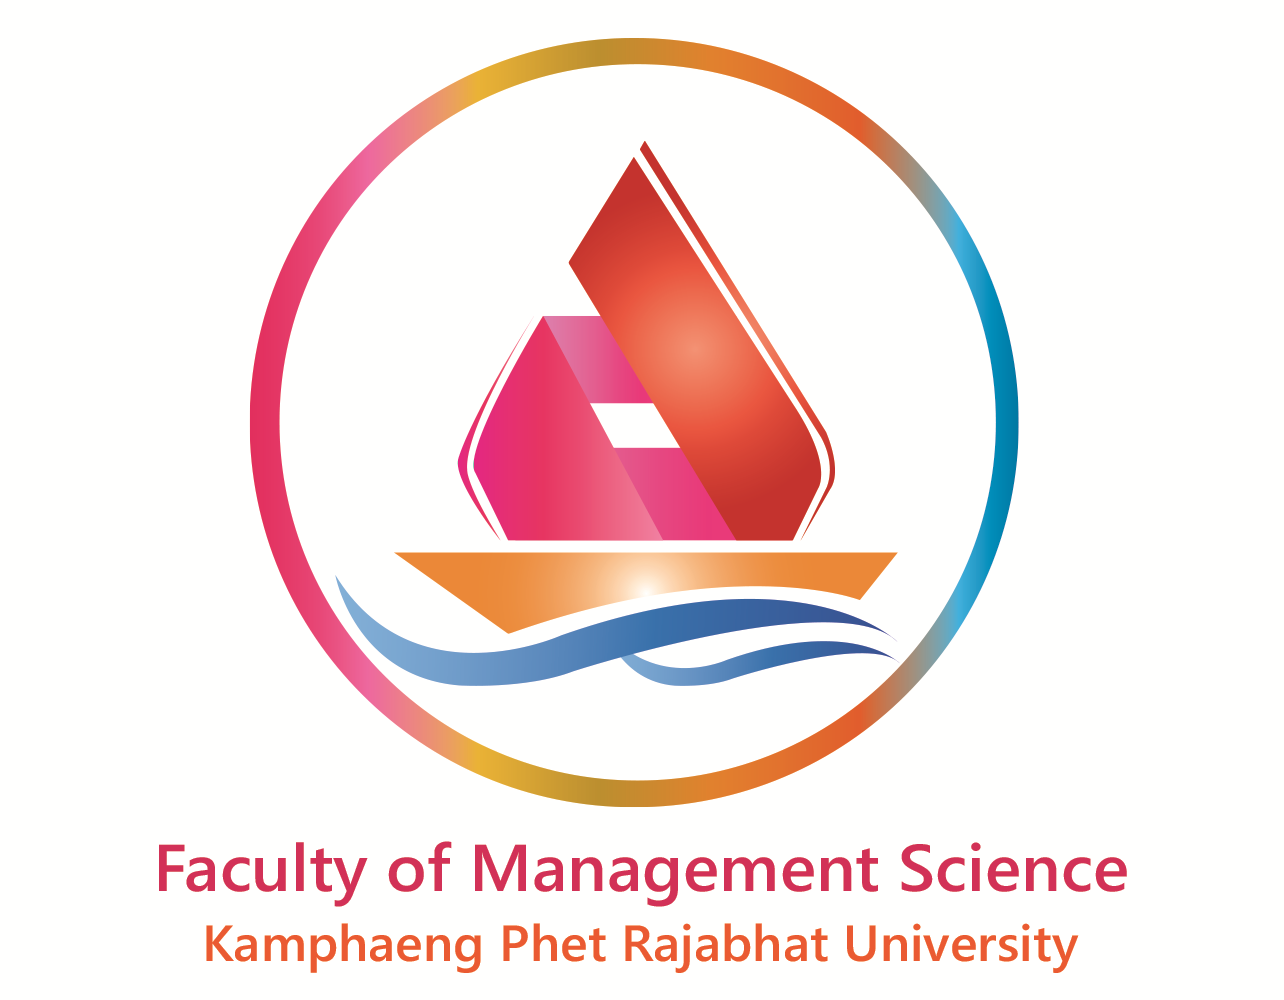 Faculty of Management Science
Kamphaeng Phet Rajabhat University